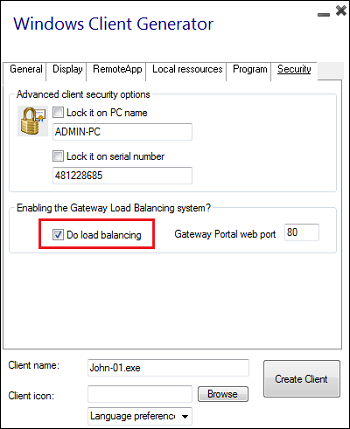 Windows Client Generator
General Display RemoteApp Local ressources Program Security
Advanced client security options
Lock it on PC name
ADMIN-PC
Lock it on serial number
481228685
Enabling the Gateway Load Balancing system?
Do load balancing Gateway Portal web port 80
Client name: John-01.exe
Create Client
Client icon: Browse
Language preference